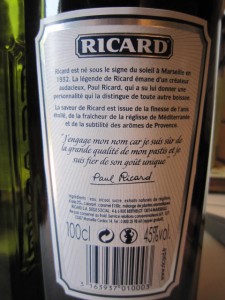 RICARD
Ricard est né sous le signe du soleil à Marseille en
1932. La légende de Ricard émane d'un créateur
audacieux, Paul Ricard, qui a su lui donner une
personnalité qui la distingue de toute autre boisson.
La saveur de Ricard est issue de la finesse de l'anis
étoilé, de la fraîcheur de la réglisse de Méditerranée
et de la subtilité des arômes de Provence.
"J'engage mon nom car je suis sûr de
la grande qualité de mon pastis et je
suis fier de son goût unique"
Paul Ricard
100cl
45%vol.
3 163937 010003